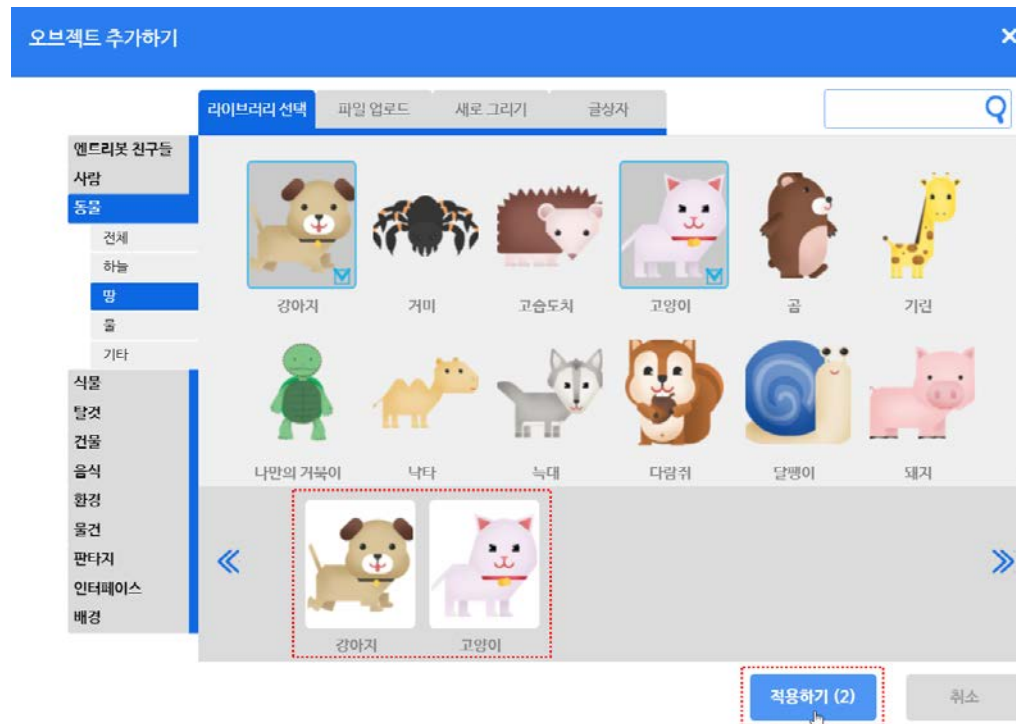 오브젝트 추가하기
라이브러리 선택 파일 업로드 새로 그리기 글상자
엔트리봇 친구들
사람
동물
전체
하늘
땅
물
기타
식물
탈것
건물
음식
환경
물건
판타지
인터페이스
배경
강아지 거미 고슴도치 고양이 곰 기린
나만의 거북이 낙타 늑대 다람쥐 달팽이 돼지
강아지 고양이
적용하기 (2) 취소